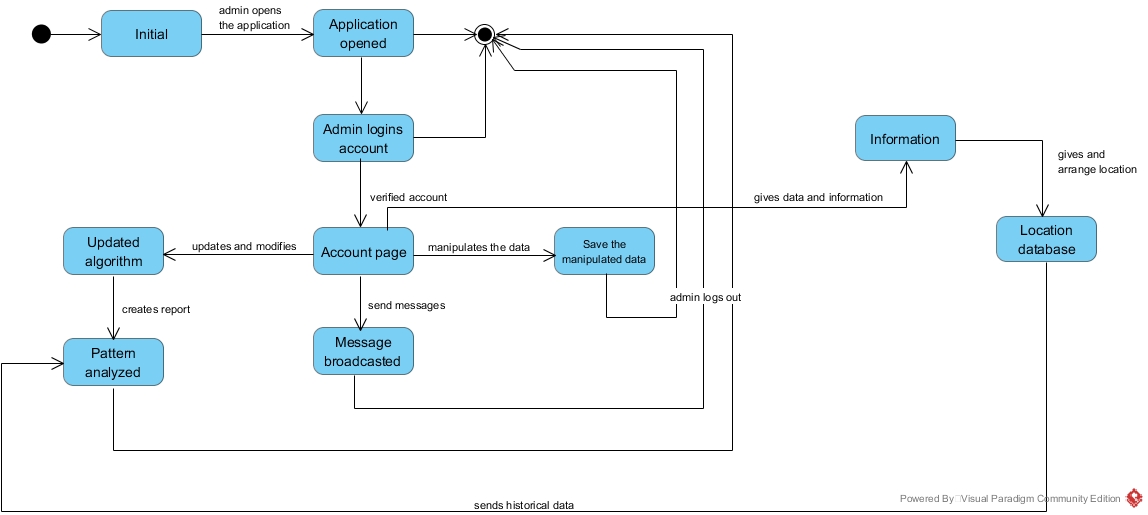 Initial
admin opens
the application
Application
opened
Admin logins
account
Information
gives and
arrange location
verified account
gives data and information
Updated
algorithm
updates and modifies
Account page
manipulates the data
Save the
manipulated data
Location
database
creates report
send messages
admin logs out
Pattern
analyzed
Message
broadcasted
sends historical data
Powered By Visual Paradigm Community Edition